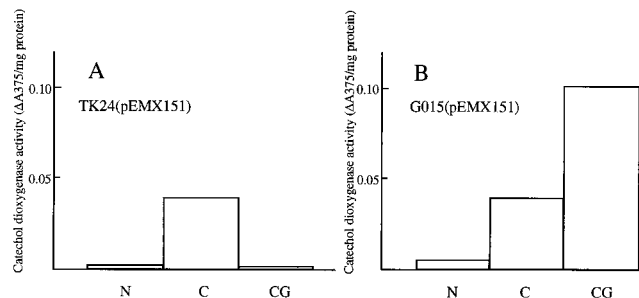 Catechol dioxygenase activity (ΔA375/mg protein)
A
TK24(pEMX151)
0.10
0.05
N C CG
Catechol dioxygenase activity (ΔA375/mg protein)
B
G015(pEMX151)
0.10
0.05
N C CG